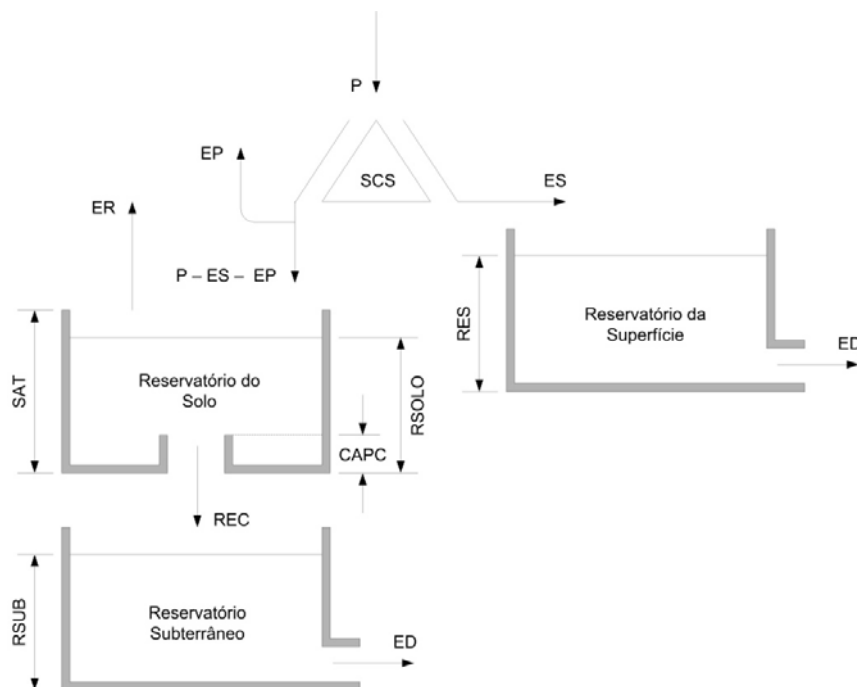 P
EP
SCS
ES
ER
P – ES – EP
RES
Reservatório da
Superfície
ED
SAT
Reservatório do
Solo
RSOLO
CAPC
REC
RSUB
Reservatório
Subterrâneo
ED